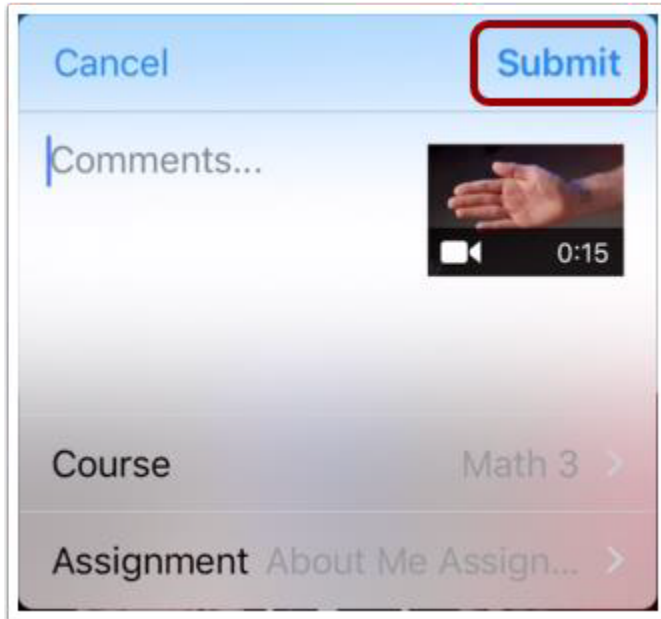 Cancel Submit
Comments...
0:15
Course Math 3
Assignment About Me Assign...